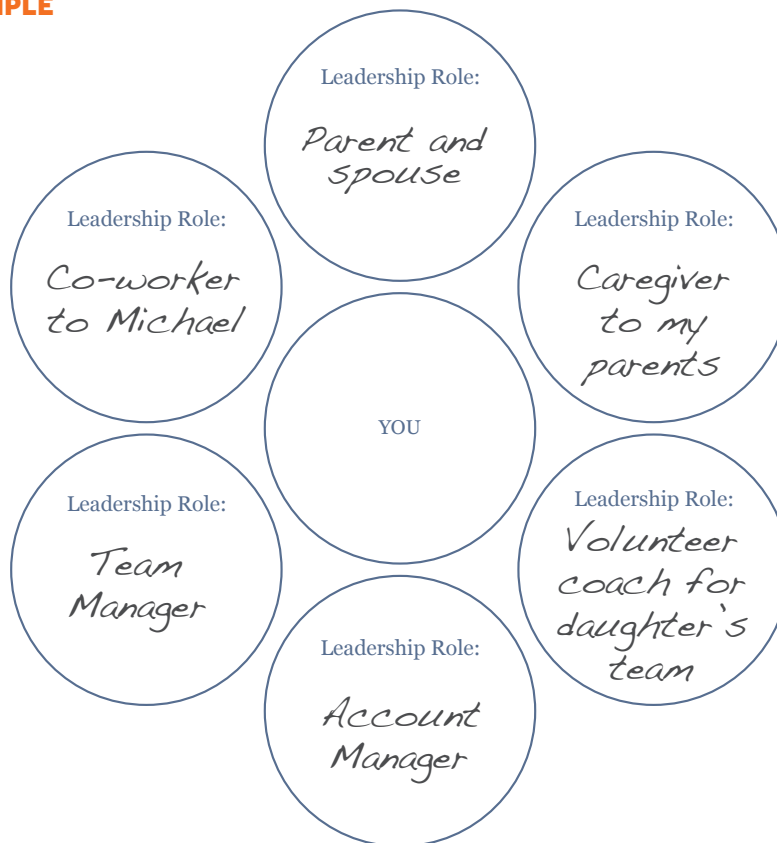 Leadership Role:
Parent and
spouse
Leadership Role:
Co-worker
to Michael
Leadership Role:
Caregiver
to my
parents
YOU
Leadership Role:
Team
Manager
Leadership Role:
Volunteer
coach for
daughter's
team
Leadership Role:
Account
Manager